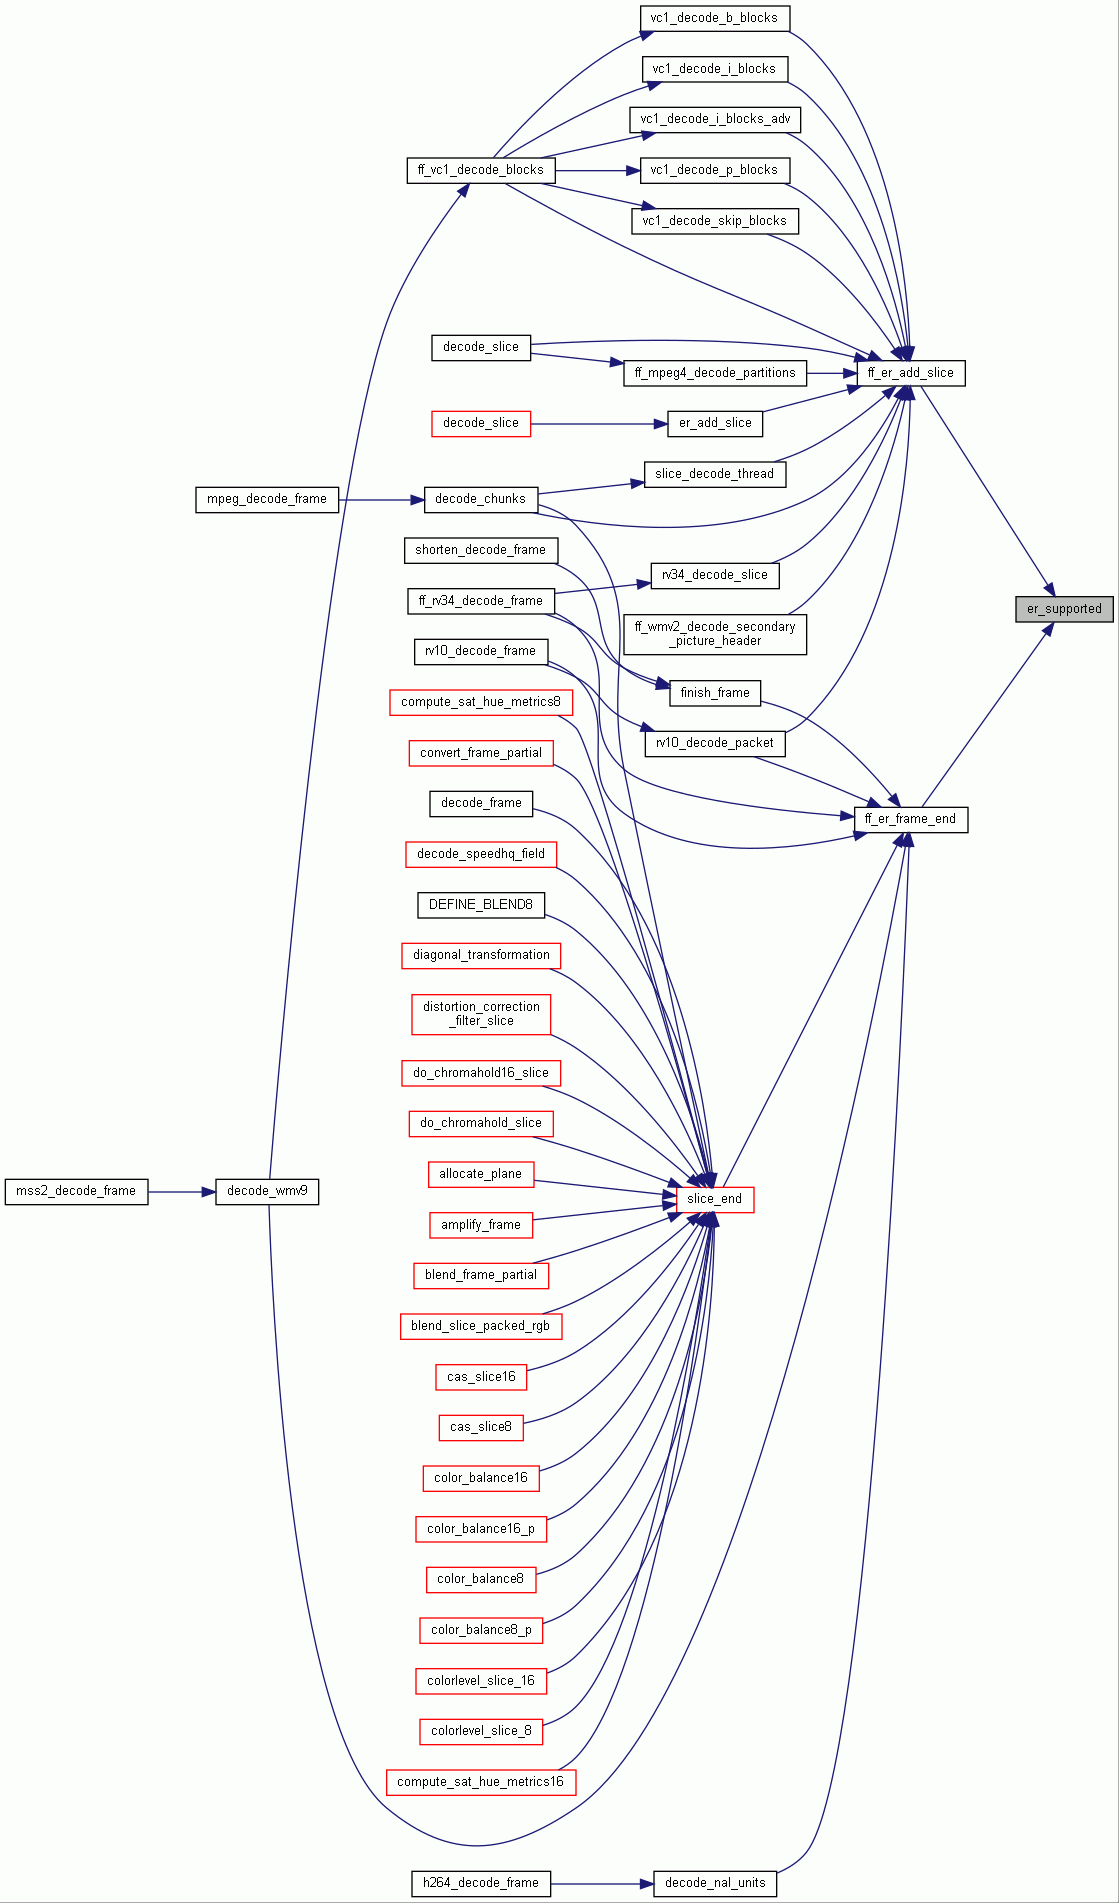 vc1_decode_b_blocks
vc1_decode_i_blocks
vc1_decode_i_blocks_adv
ff_vc1_decode_blocks
vc1_decode_p_blocks
vc1_decode_skip_blocks
decode_slice
ff_mpeg4_decode_partitions
ff_er_add_slice
decode_slice
er_add_slice
slice_decode_thread
mpeg_decode_frame
decode_chunks
shorten_decode_frame
rv34_decode_slice
ff_rv34_decode_frame
er_supported
ff_wmv2_decode_secondary
_picture_header
rv10_decode_frame
finish_frame
compute_sat_hue_metrics8
rv10_decode_packet
convert_frame_partial
decode_frame
ff_er_frame_end
decode_speedhq_field
DEFINE_BLEND8
diagonal_transformation
distortion_correction
_filter_slice
do_chromahold16_slice
do_chromahold_slice
allocate_plane
mss2_decode_frame
decode_wmv9
slice_end
amplify_frame
blend_frame_partial
blend_slice_packed_rgb
cas_slice16
cas_slice8
color_balance16
color_balance16_p
color_balance8
color_balance8_p
colorlevel_slice_16
colorlevel_slice_8
compute_sat_hue_metrics16
h264_decode_frame
decode_nal_units